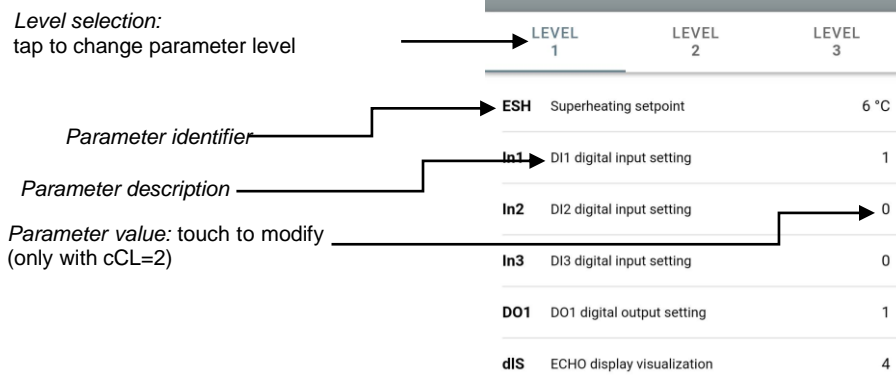 Level selection:
tap to change parameter level
LEVEL 1
LEVEL 2
LEVEL 3
ESH Superheating setpoint 6 °C
Parameter identifier
In1 DI1 digital input setting 1
Parameter description
In2 DI2 digital input setting 0
Parameter value: touch to modify
(only with cCL=2)
In3 DI3 digital input setting 0
DO1 DO1 digital output setting 1
dIS ECHO display visualization 4